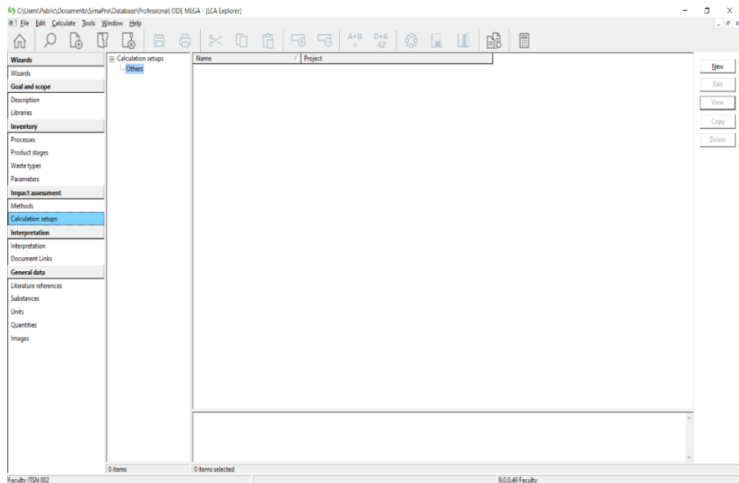 C:\Users\Public\Documents\SimaPro\Database\Professional; ODE MEGA - [LCA Explorer]
File Edit Calculate Tools Window Help
A+B = D+A 42
Wizards
Wizards
Goal and scope
Description
Libraries
Inventory
Processes
Product stages
Waste types
Parameters
Impact assessment
Methods
Calculation setups
Interpretation
Interpretation
Document Links
General data
Literature references
Substances
Units
Quantities
Images
Calculation setups
Others
Name / Project
New
Edit
View
Copy
Delete
0 items
0 items selected
Faculty ITSN 002
9.0.0.49 Faculty